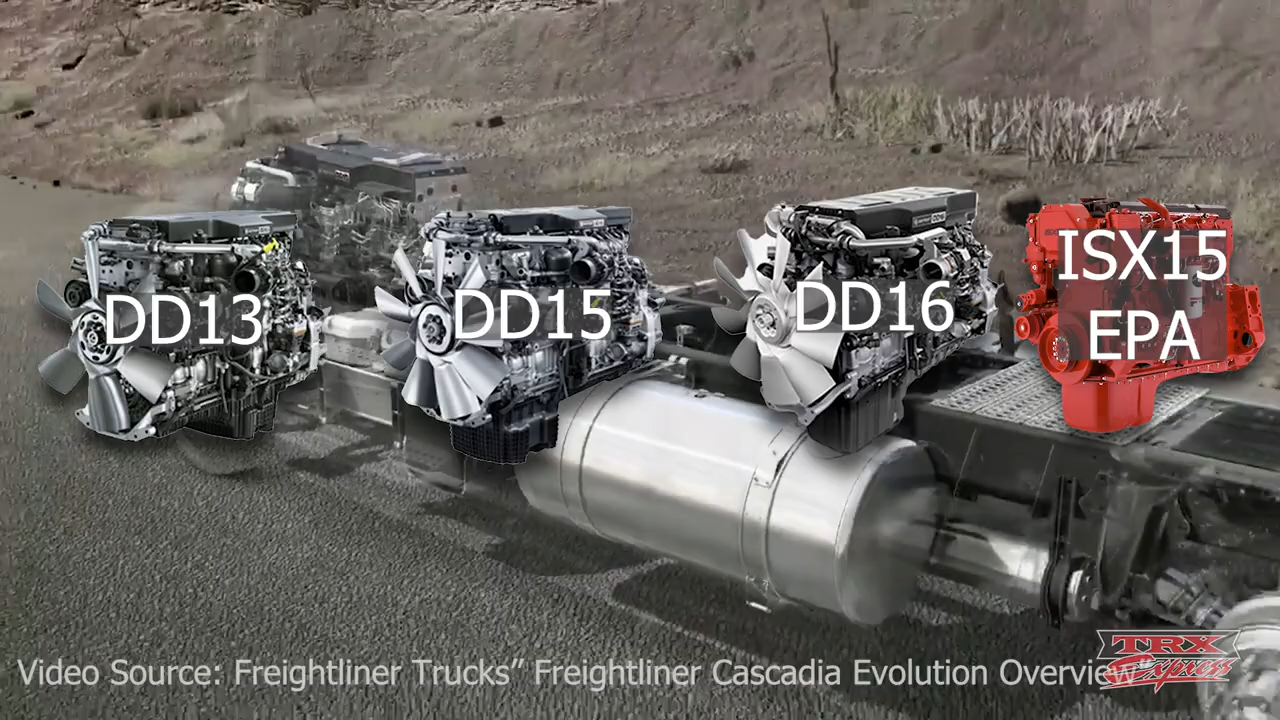 DD13
DD15
DD16
ISX15
EPA
Video Source: Freightliner Trucks” Freightliner Cascadia Evolution Overview"
TRX
Express